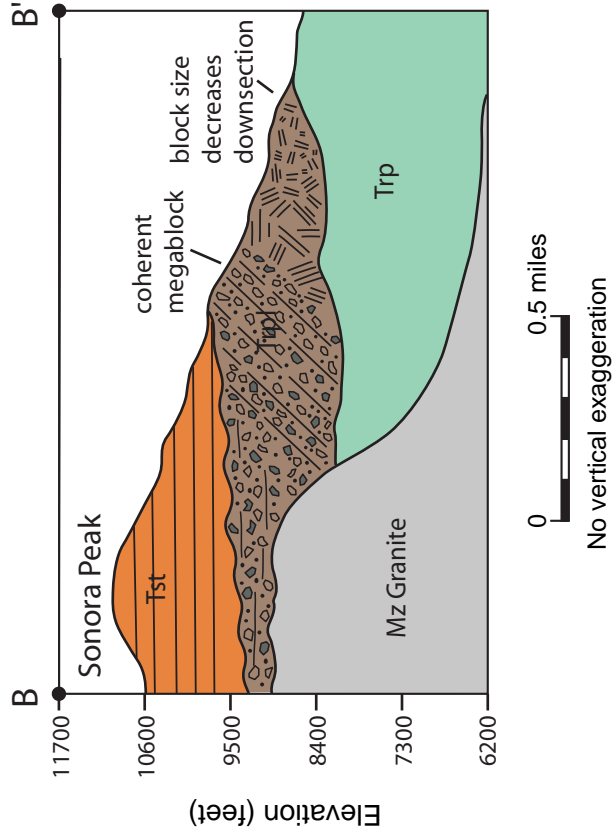 B
B'
Sonora Peak
coherent
megablock
block size
decreases
downsection
Tst
Trpl
Trp
Mz Granite
11700
10600
9500
8400
7300
6200
Elevation (feet)
0
0.5 miles
No vertical exaggeration